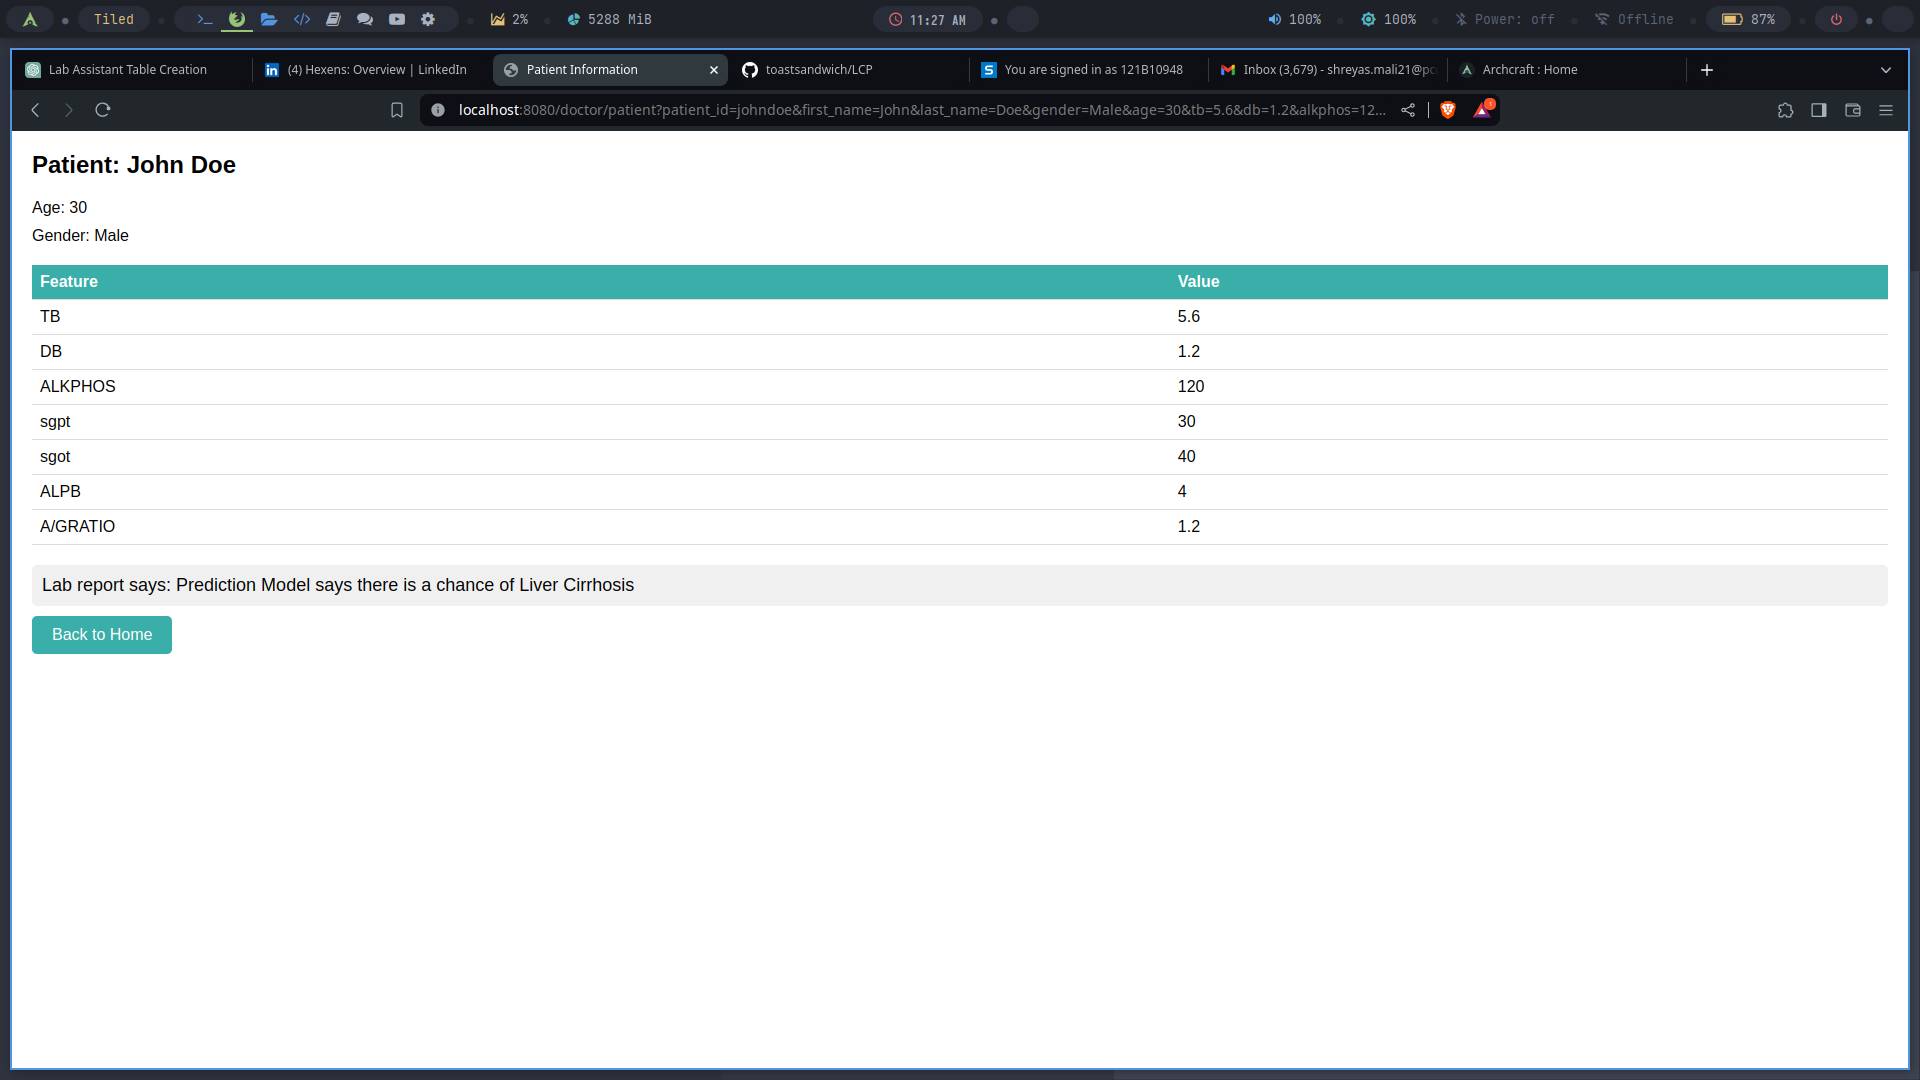 Tiled
2%
5288 MiB
11:27 AM
100%
100%
Power: off
Offline
87%
Lab Assistant Table Creation
(4) Hexens: Overview | LinkedIn
Patient Information
toastsandwich/LCP
You are signed in as 121B10948
Inbox (3,679) - shreyas.mali21@pc
Archcraft : Home
localhost:8080/doctor/patient?patient_id=johndoe&first_name=John&last_name=Doe&gender=Male&age=30&tb=5.6&db=1.2&alkphos=12...
Patient: John Doe
Age: 30
Gender: Male
Feature Value
TB 5.6
DB 1.2
ALKPHOS 120
sgpt 30
sgot 40
ALPB 4
A/GRATIO 1.2
Lab report says: Prediction Model says there is a chance of Liver Cirrhosis
Back to Home